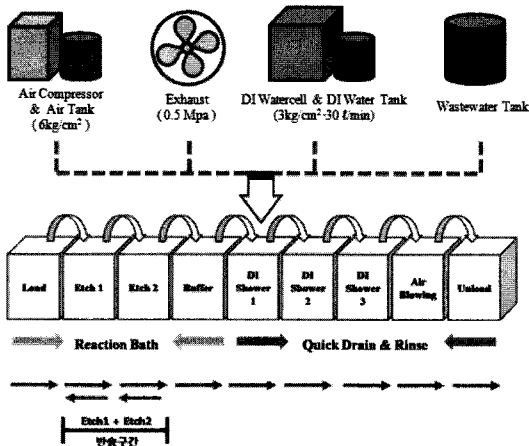 Air Compressor
& Air Tank
( 6kg/cm² )
Exhaust
( 0.5 Mpa )
DI Watercell & DI Water Tank
(3kg/cm²·30 ℓ/min)
Wastewater Tank
Load
Etch 1
Etch 2
Buffer
DI
Shower
1
DI
Shower
2
DI
Shower
3
Air
Blowing
Unload
Reaction Bath
Quick Drain & Rinse
Etch1 + Etch2
반송구간